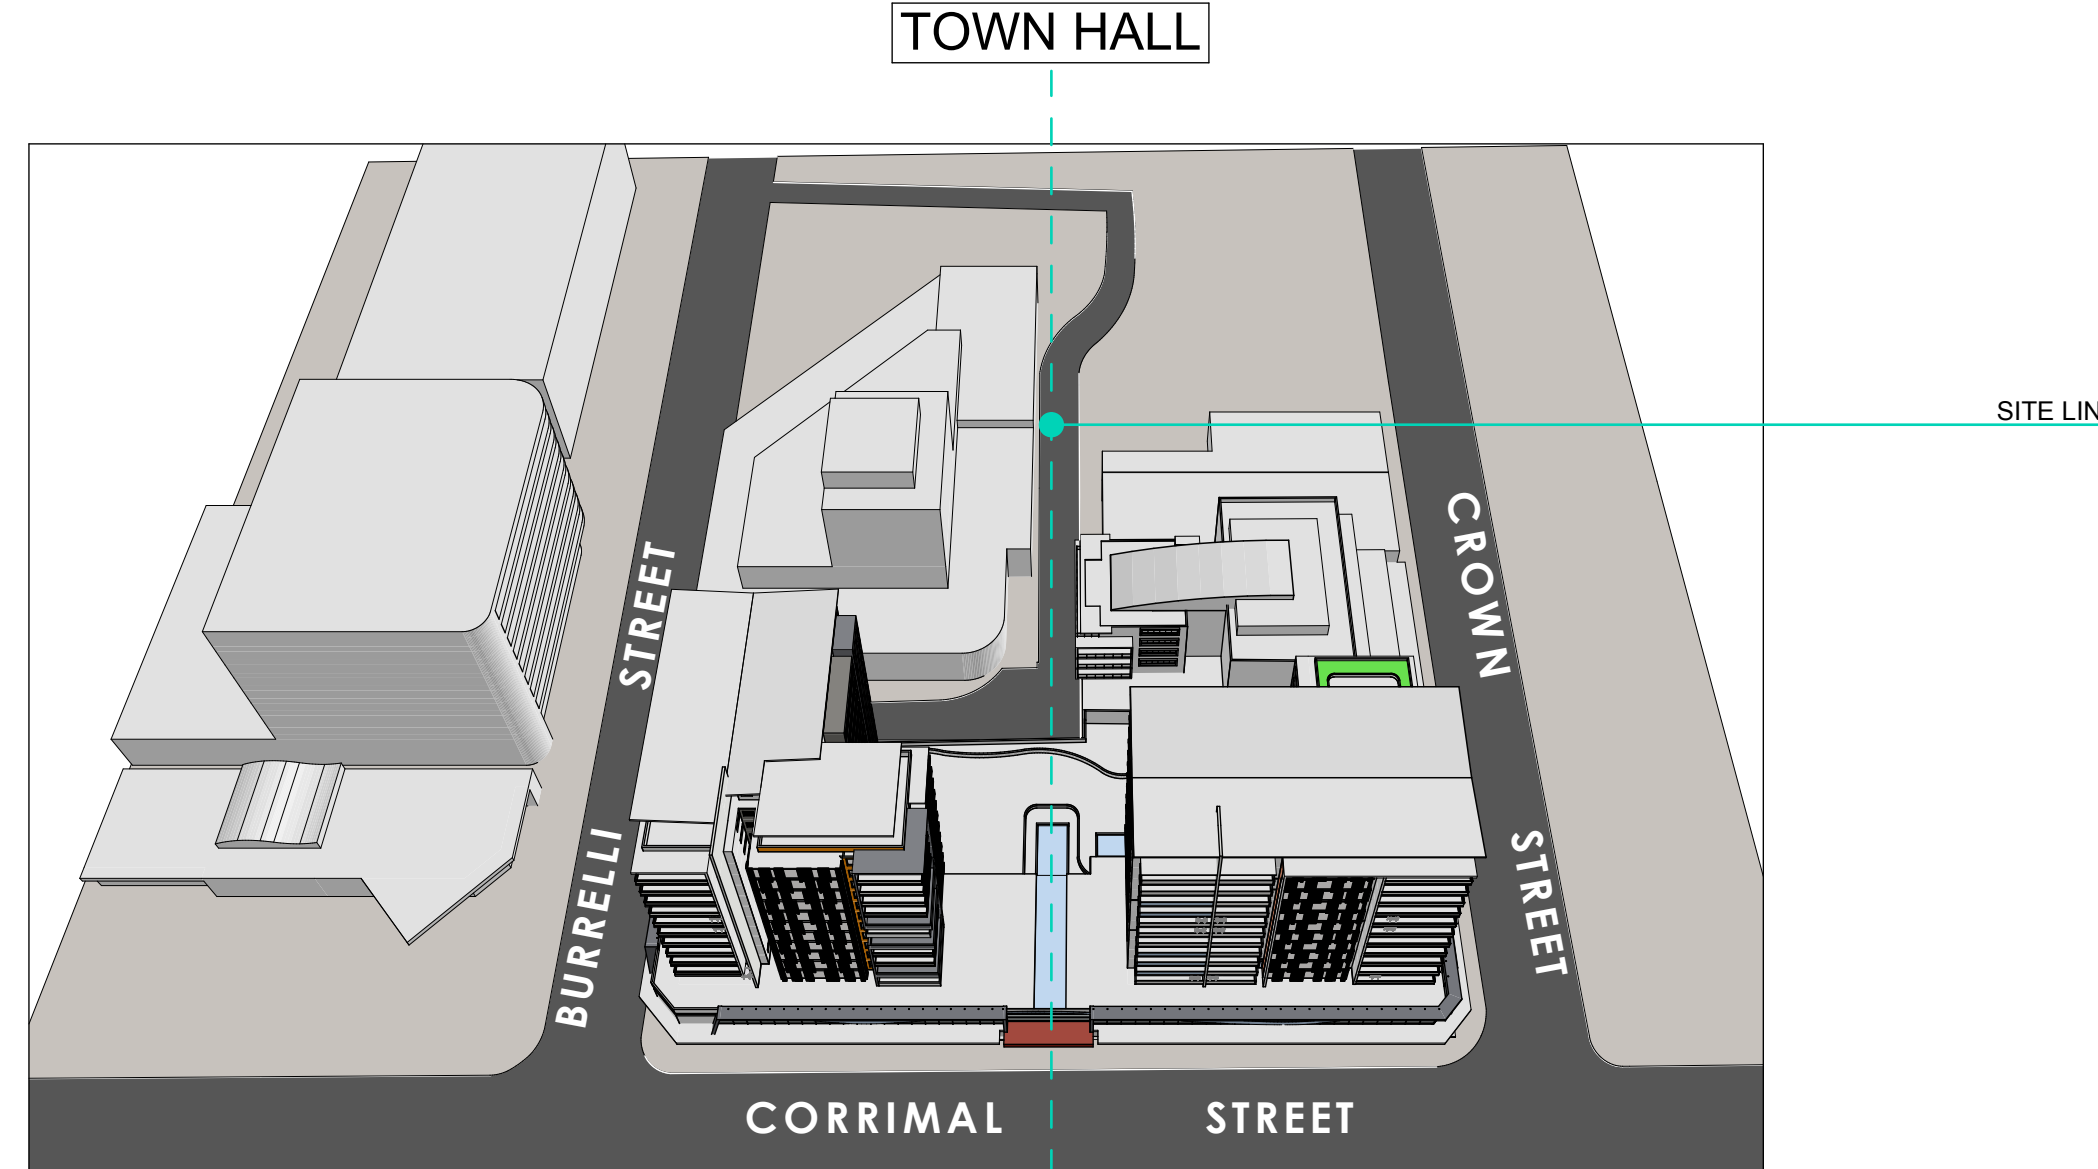 TOWN HALL
SITE LIN
CROWN
STREET
BURRELLI
STREET
CORRIMAL STREET